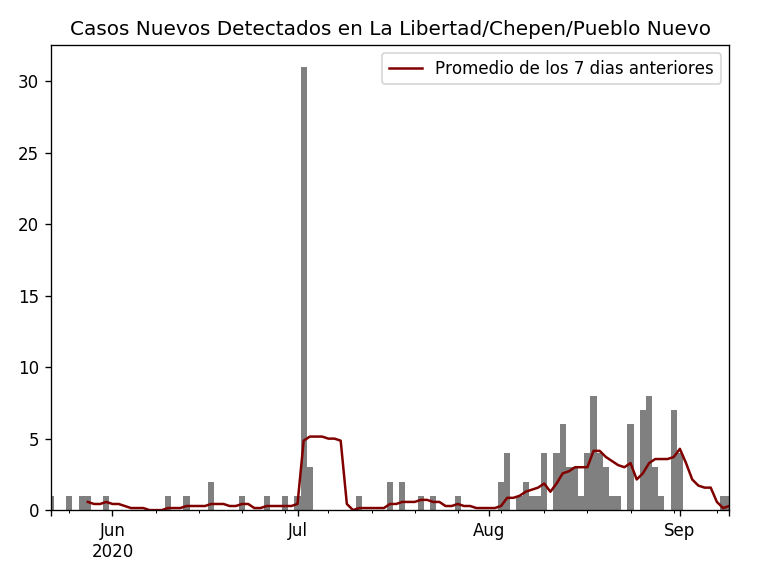 Casos Nuevos Detectados en La Libertad/Chepen/Pueblo Nuevo
Promedio de los 7 dias anteriores
30
25
20
15
10
5
0
Jun
2020
Jul
Aug
Sep